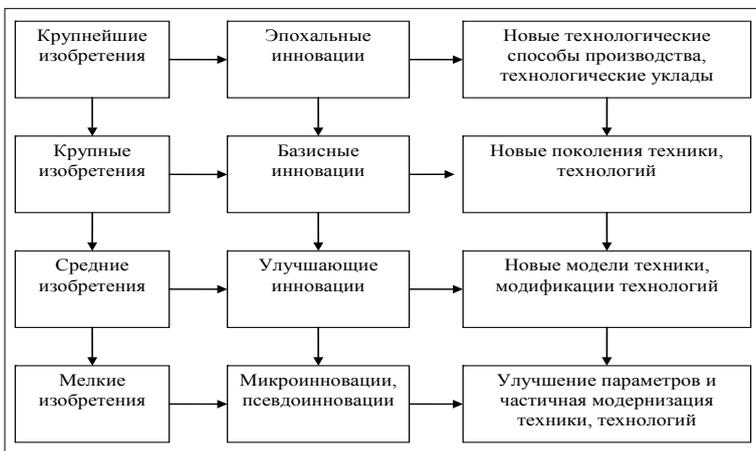 Крупнейшие
изобретения
Эпохальные
инновации
Новые технологические
способы производства,
технологические уклады
Крупные
изобретения
Базисные
инновации
Новые поколения техники,
технологий
Средние
изобретения
Улучшающие
инновации
Новые модели техники,
модификации технологий
Мелкие
изобретения
Микроинновации,
псевдоинновации
Улучшение параметров и
частичная модернизация
техники, технологий